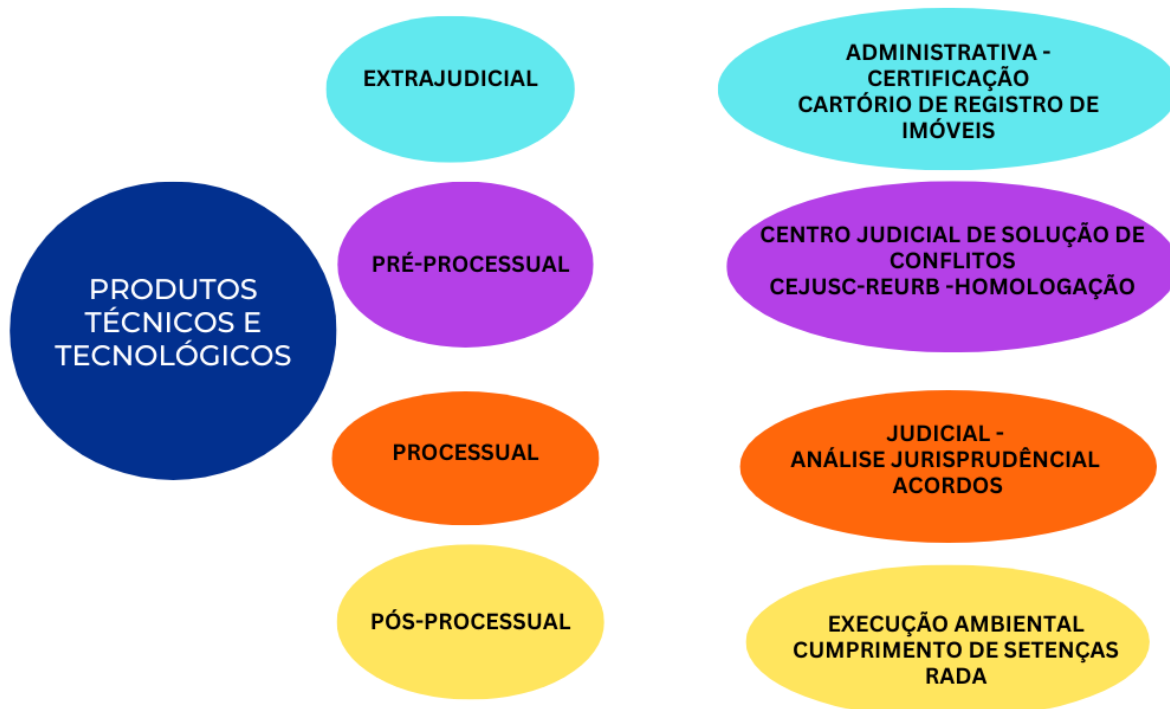 PRODUTOS
TÉCNICOS E
TECNOLÓGICOS
EXTRAJUDICIAL
ADMINISTRATIVA -
CERTIFICAÇÃO
CARTÓRIO DE REGISTRO DE
IMÓVEIS
PRÉ-PROCESSUAL
CENTRO JUDICIAL DE SOLUÇÃO DE
CONFLITOS
CEJUSC-REURB -HOMOLOGAÇÃO
PROCESSUAL
JUDICIAL -
ANÁLISE JURISPRUDÊNCIAL
ACORDOS
PÓS-PROCESSUAL
EXECUÇÃO AMBIENTAL
CUMPRIMENTO DE SETENÇAS
RADA